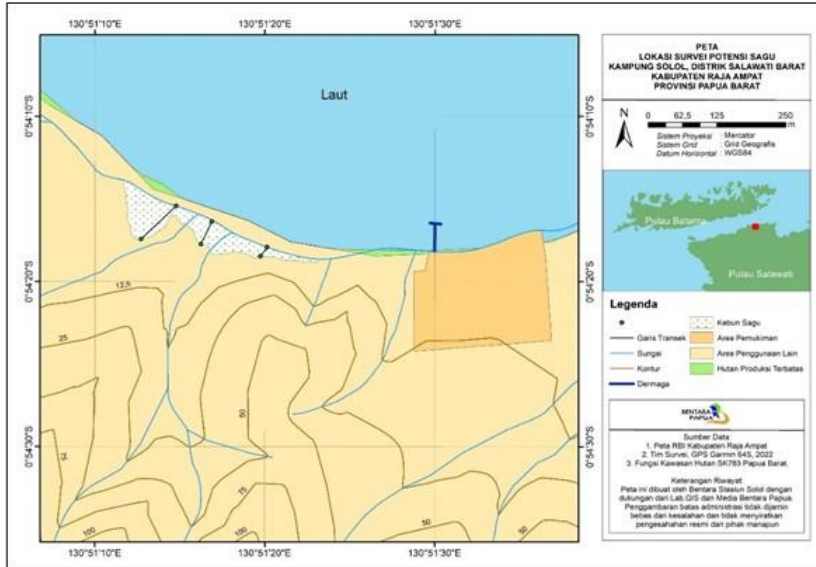 130°51'10"E
130°51'20"E
130°51'30"E
0°54'10"S
0°54'20"S
0°54'30"S
Laut
12,5
25
50
75
75
100
100
50
50
130°51'10"E
130°51'20"E
130°51'30"E
0°54'10"S
0°54'20"S
0°54'30"S
PETA
LOKASI SURVEI POTENSI SAGU
KAMPUNG SOLOL, DISTRIK SALAWATI BARAT
KABUPATEN RAJA AMPAT
PROVINSI PAPUA BARAT
N
0 62,5 125 250
m
Sistem Proyeksi : Mercator
Sistem Grid : Grid Geografis
Datum Horisontal : WGS84
Pulau Batanta
Pulau Salawati
Legenda
Garis Transek
Sungai
Kontur
Dermaga
Kebun Sagu
Area Pemukiman
Area Penggunaan Lain
Hutan Produksi Terbatas
BENTARA
PAPUA
Sumber Data:
1. Peta RBI Kabupaten Raja Ampat
2. Tim Survei, GPS Garmin 64S, 2022
3. Fungsi Kawasan Hutan SK783 Papua Barat.
Keterangan Riwayat:
Peta ini dibuat oleh Bentara Stasiun Solol dengan
dukungan dari Lab.GIS dan Media Bentara Papua.
Penggambaran batas administrasi tidak dijamin
bebas dari kesalahan dan tidak menyiratkan
pengesahan resmi dari pihak manapun